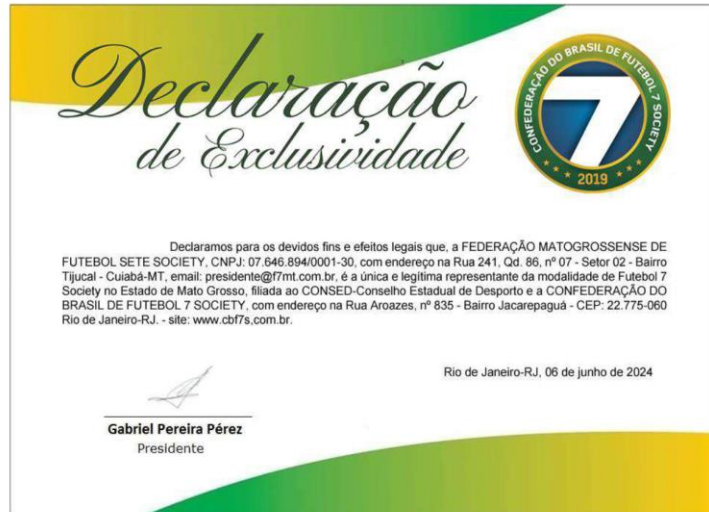 Declaração
de Exclusividade
CONFEDERAÇÃO DO BRASIL DE FUTEBOL 7 SOCIETY
7
2019
Declaramos para os devidos fins e efeitos legais que, a FEDERAÇÃO MATOGROSSENSE DE
FUTEBOL SETE SOCIETY, CNPJ: 07.646.894/0001-30, com endereço na Rua 241, Qd. 86, nº 07 - Setor 02 - Bairro
Tijucal - Cuiabá-MT, email: presidente@f7mt.com.br, é a única e legítima representante da modalidade de Futebol 7
Society no Estado de Mato Grosso, filiada ao CONSED-Conselho Estadual de Desporto e a CONFEDERAÇÃO DO
BRASIL DE FUTEBOL 7 SOCIETY, com endereço na Rua Aroazes, nº 835 - Bairro Jacarepaguá - CEP: 22.775-060
Rio de Janeiro-RJ. - site: www.cbf7s,com.br.
Rio de Janeiro-RJ, 06 de junho de 2024
Gabriel Pereira Pérez
Presidente